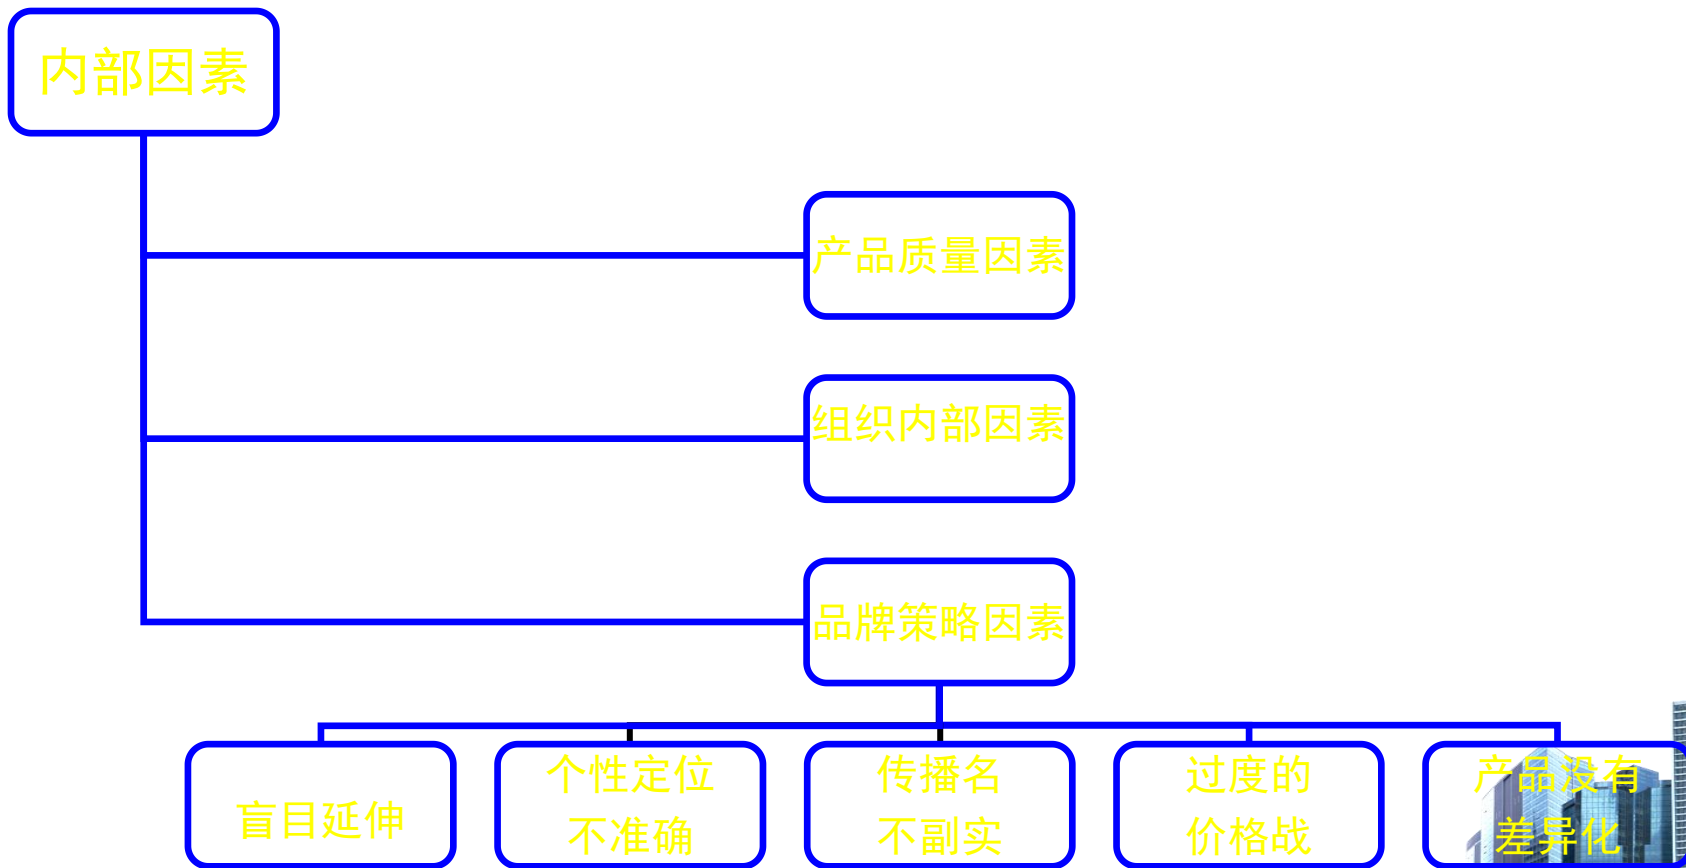 内部因素
产品质量因素
组织内部因素
品牌策略因素
盲目延伸
个性定位
不准确
传播名
不副实
过度的
价格战
产品没有
差异化